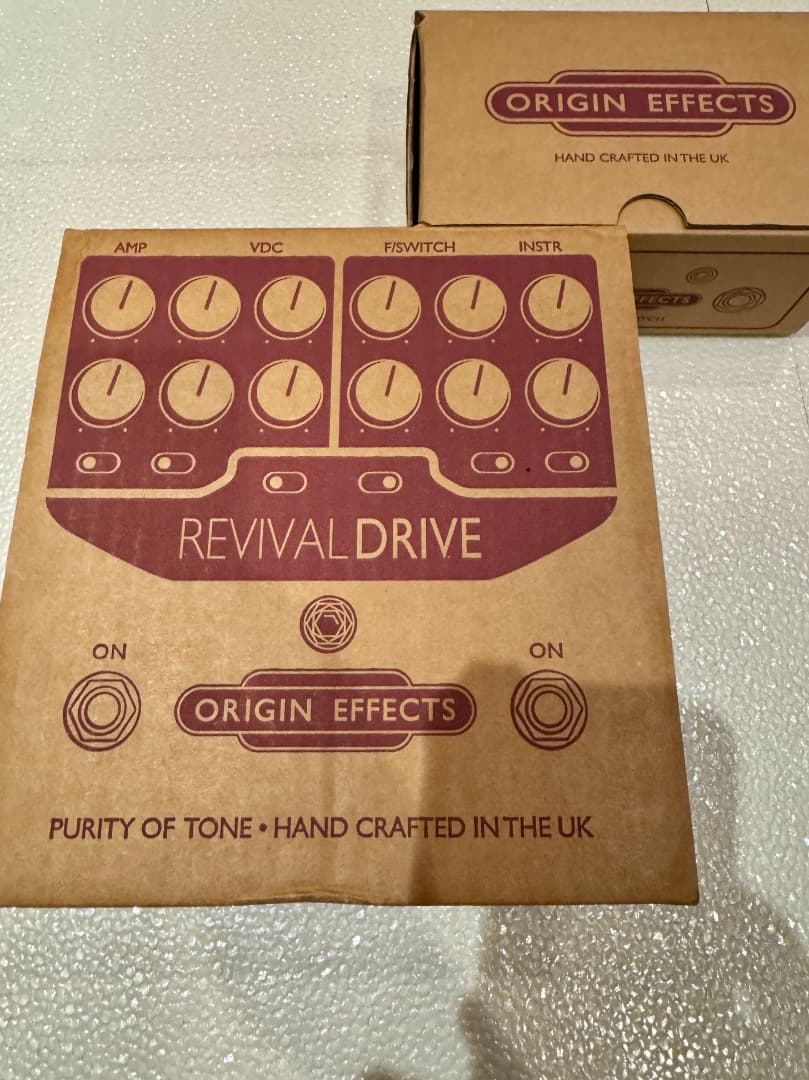 ORIGIN EFFECTS
HAND CRAFTED IN THE UK
AMP VDC F/SWITCH INSTR
REVIVALDRIVE
ON ON
ORIGIN EFFECTS
PURITY OF TONE • HAND CRAFTED IN THE UK